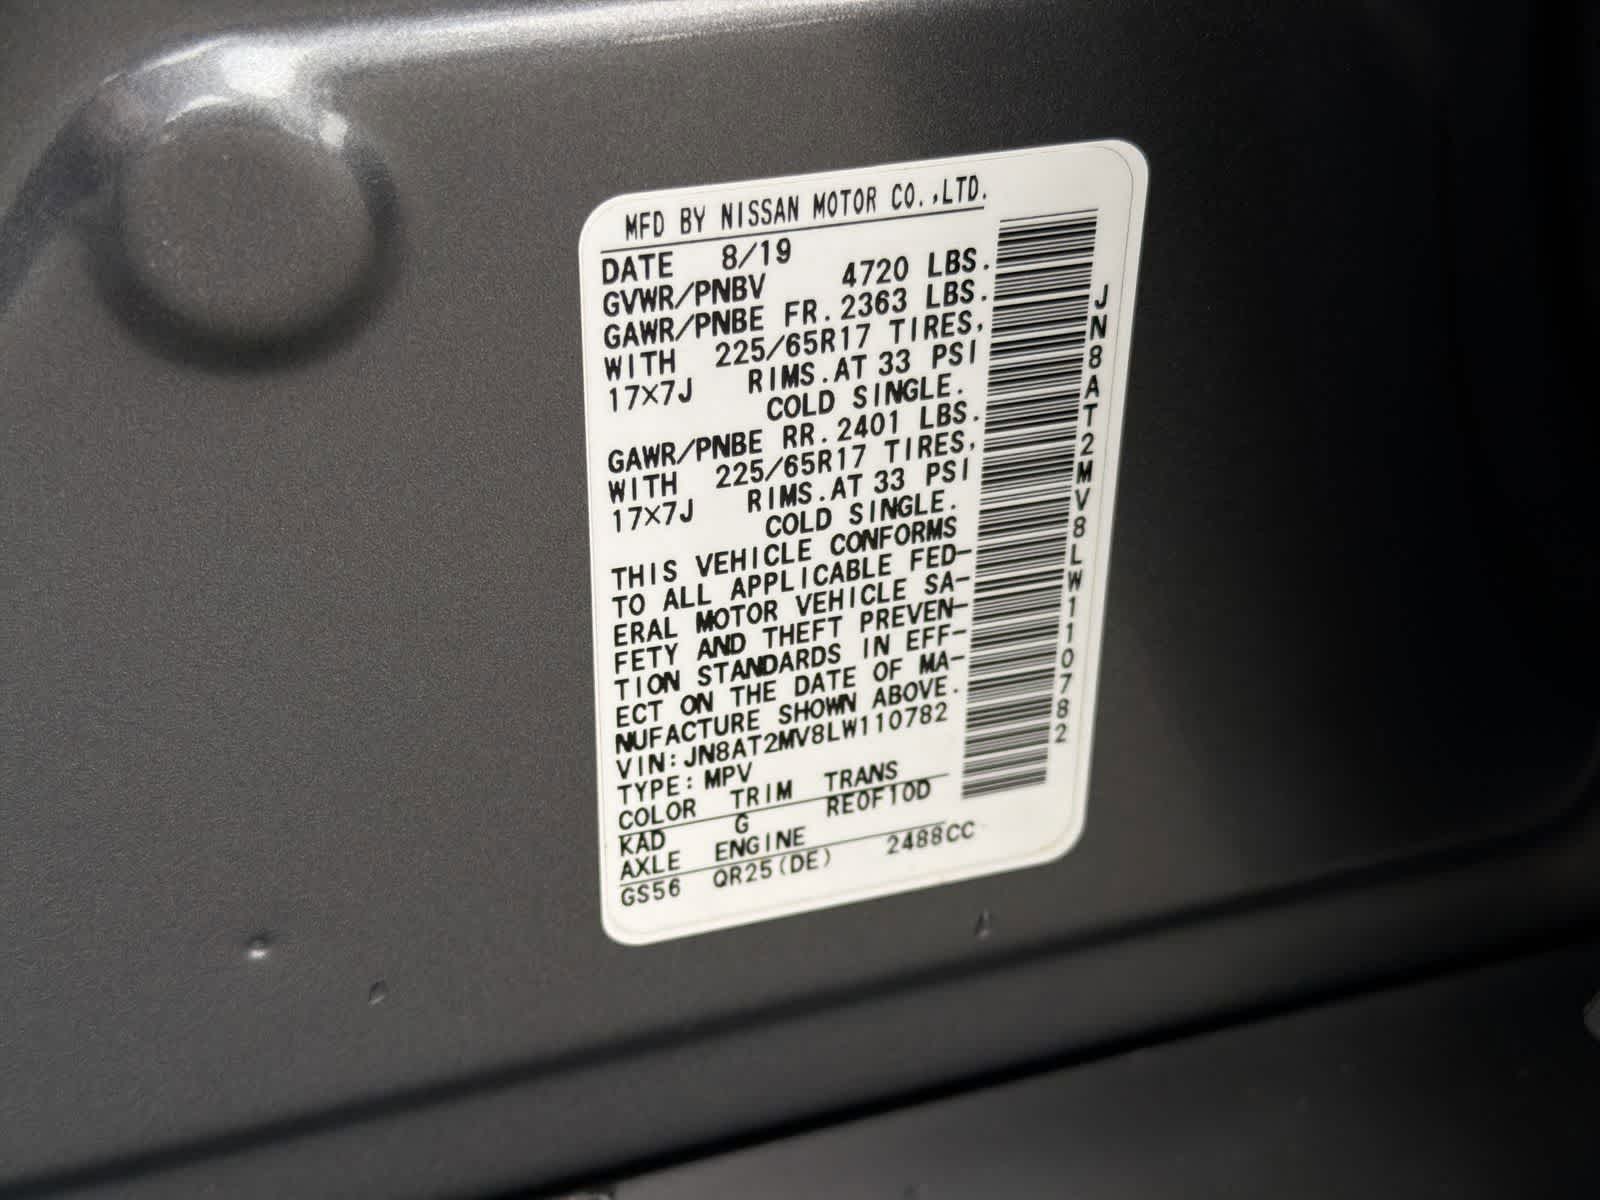 MFD BY NISSAN MOTOR CO.,LTD.
DATE 8/19
GVWR/PNBV 4720 LBS.
GAWR/PNBE FR. 2363 LBS.
WITH 225/65R17 TIRES,
17×7J RIMS.AT 33 PSI
COLD SINGLE.
GAWR/PNBE RR. 2401 LBS.
WITH 225/65R17 TIRES,
17×7J RIMS.AT 33 PSI
COLD SINGLE.
THIS VEHICLE CONFORMS
TO ALL APPLICABLE FED-
ERAL MOTOR VEHICLE SA-
FETY AND THEFT PREVEN-
TION STANDARDS IN EFF-
ECT ON THE DATE OF MA-
NUFACTURE SHOWN ABOVE.
VIN:JN8AT2MV8LW110782
TYPE:MPV
COLOR TRIM TRANS
KAD G RE0F10D
AXLE ENGINE
GS56 QR25(DE) 2488CC
JN8AT2MV8LW110782